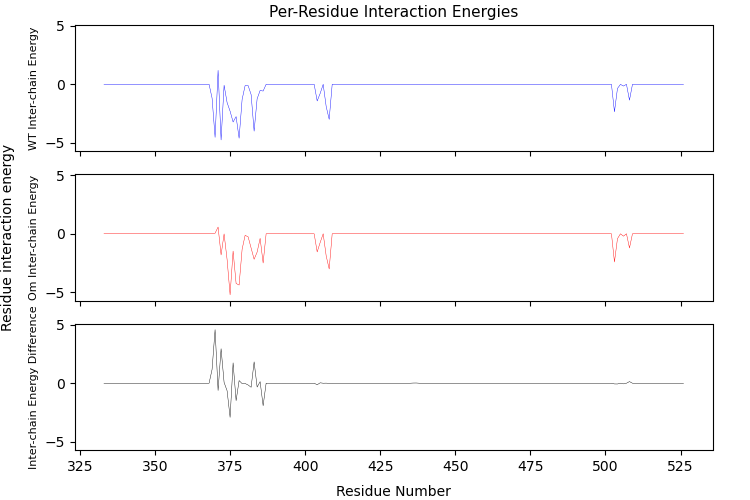 Per-Residue Interaction Energies
Residue interaction energy
WT Inter-chain Energy
5
0
−5
Om Inter-chain Energy
5
0
−5
Inter-chain Energy Difference
5
0
−5
325 350 375 400 425 450 475 500 525
Residue Number